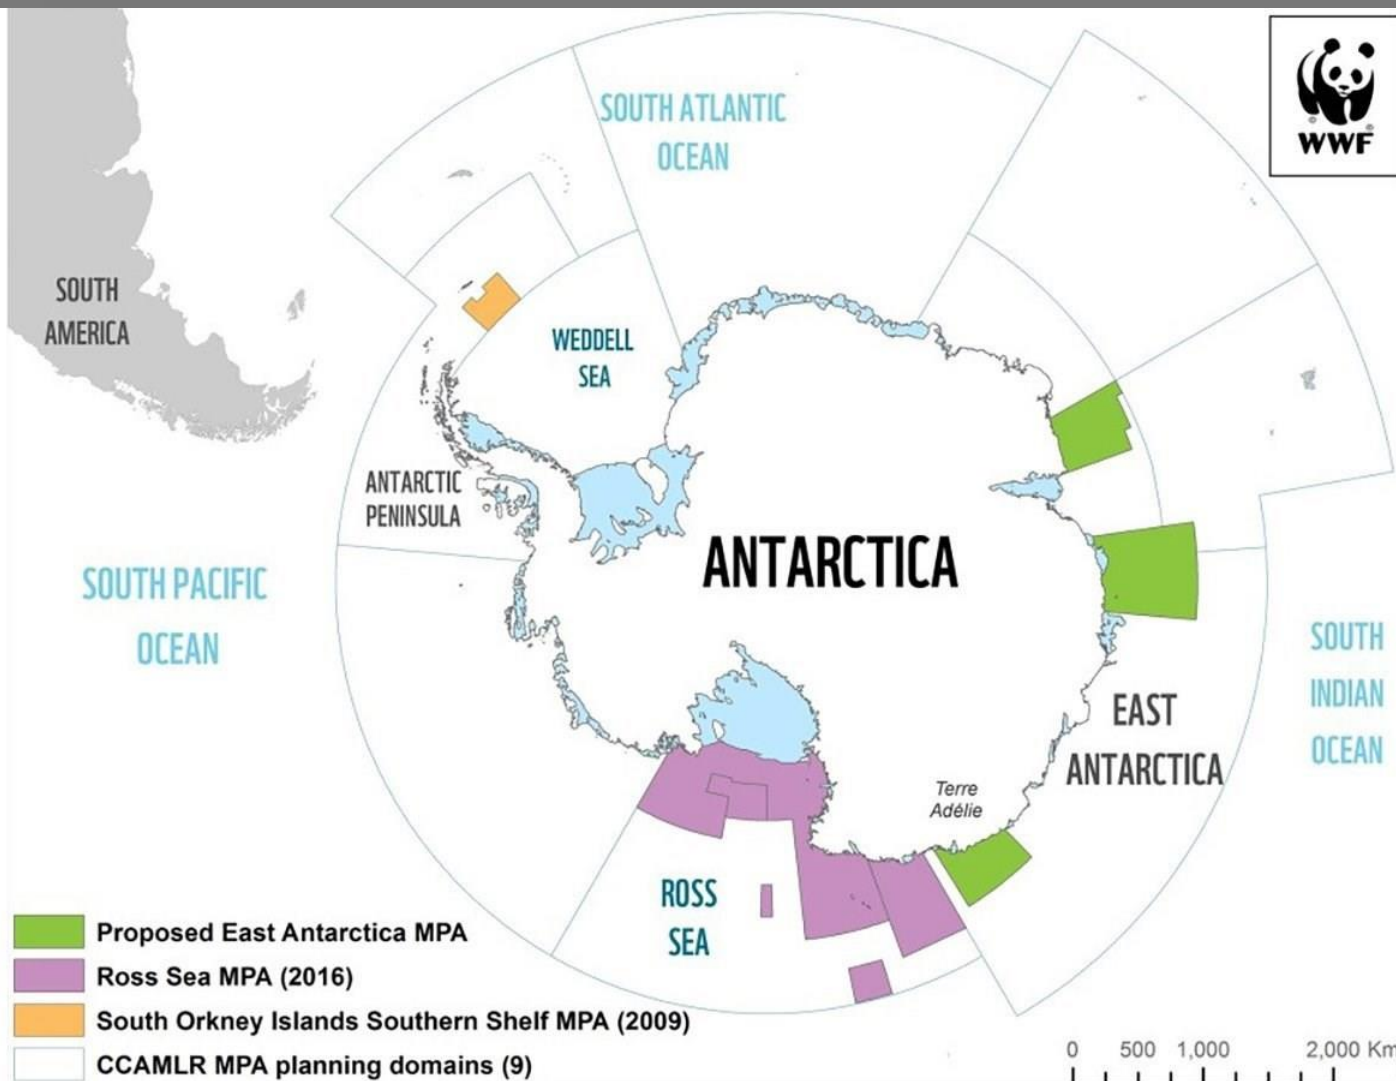 SOUTH ATLANTIC
OCEAN
WWF
SOUTH
AMERICA
WEDDELL
SEA
ANTARCTIC
PENINSULA
ANTARCTICA
SOUTH PACIFIC
OCEAN
SOUTH
INDIAN
OCEAN
EAST
ANTARCTICA
Terre
Adélie
ROSS
SEA
Proposed East Antarctica MPA
Ross Sea MPA (2016)
South Orkney Islands Southern Shelf MPA (2009)
CCAMLR MPA planning domains (9)
0 500 1,000 2,000 Km